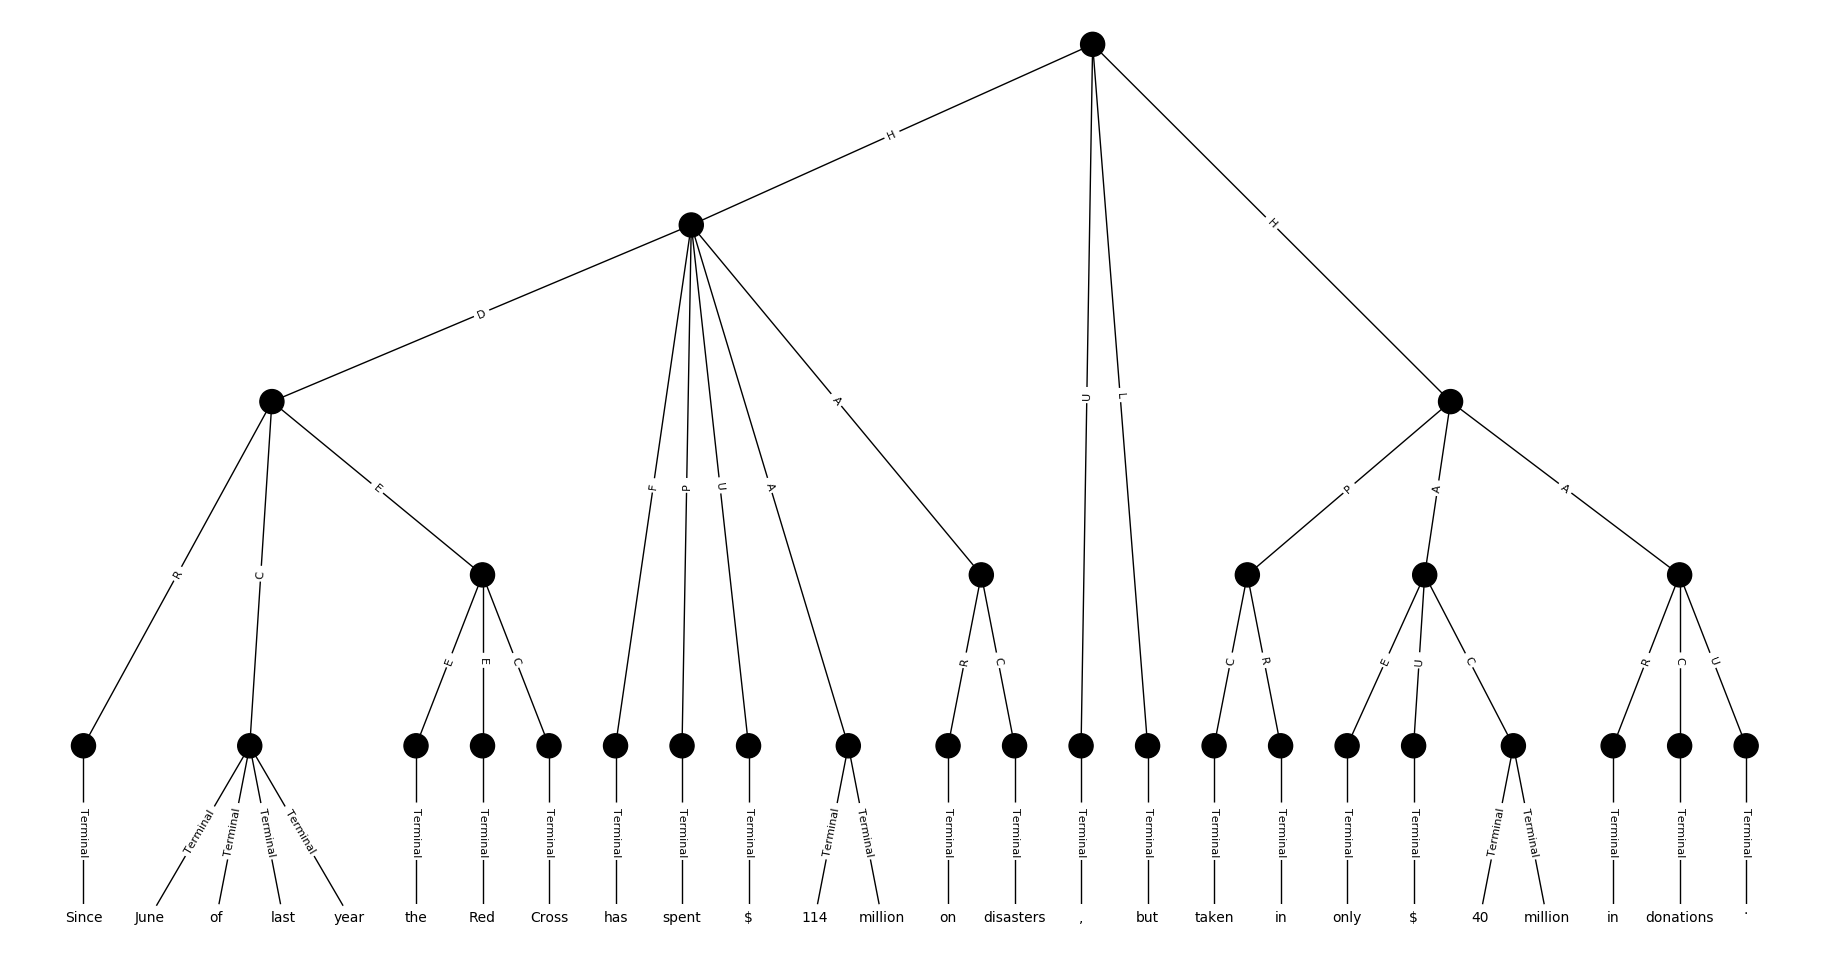 H
H
D
A
U
L
R
C
E
F
P
U
A
P
A
A
E
E
C
R
C
C
R
E
U
C
R
C
U
Terminal Terminal Terminal Terminal Terminal Terminal Terminal Terminal Terminal Terminal Terminal Terminal Terminal Terminal Terminal Terminal Terminal Terminal Terminal Terminal Terminal Terminal Terminal Terminal Terminal Terminal
Since June of last year the Red Cross has spent $ 114 million on disasters , but taken in only $ 40 million in donations .